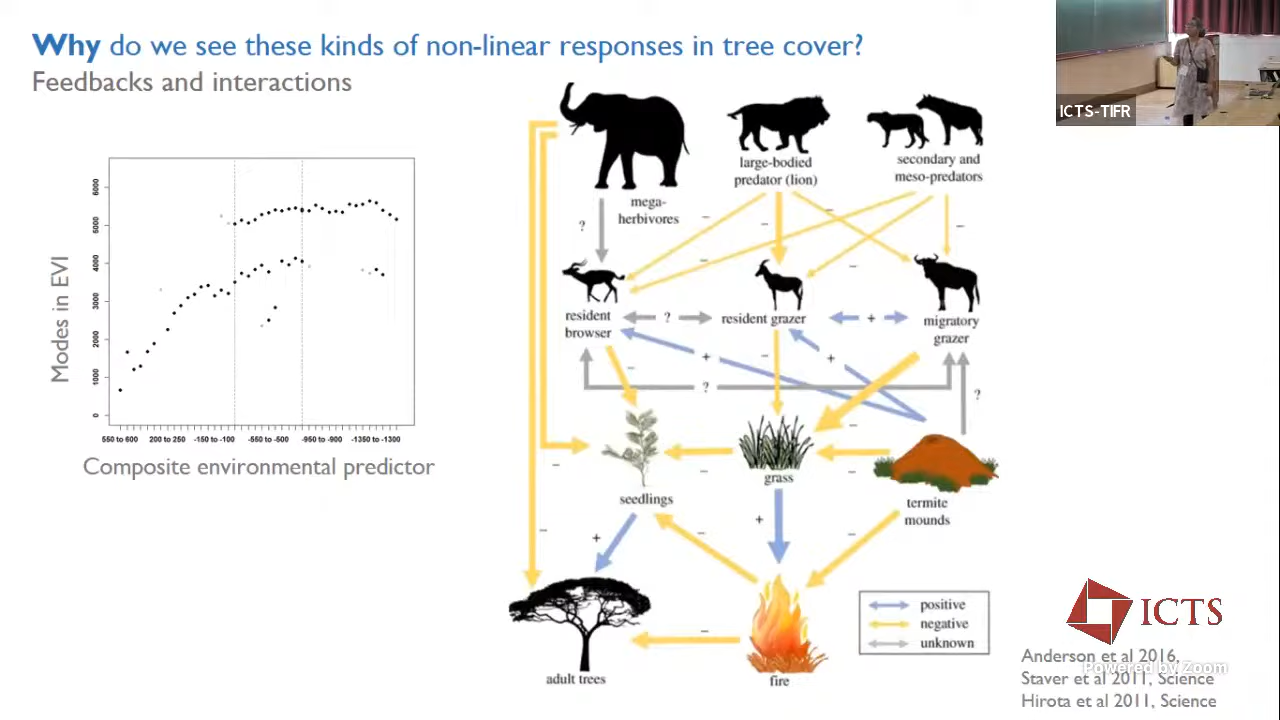 Why do we see these kinds of non-linear responses in tree cover?
Feedbacks and interactions
ICTS-TIFR
Modes in EVI
6000
5000
4000
3000
2000
1000
0
550 to 600
200 to 250
-150 to -100
-550 to -500
-950 to -900
-1350 to -1300
Composite environmental predictor
mega-
herbivores
large-bodied
predator (lion)
secondary and
meso-predators
?
–
–
–
–
–
–
resident
browser
?
resident grazer
+
migratory
grazer
+
–
–
+
?
?
–
–
–
–
seedlings
grass
termite
mounds
–
+
–
+
–
–
adult trees
fire
positive
negative
unknown
ICTS
Anderson et al 2016,
Powered by Zoom
Staver et al 2011, Science
Hirota et al 2011, Science